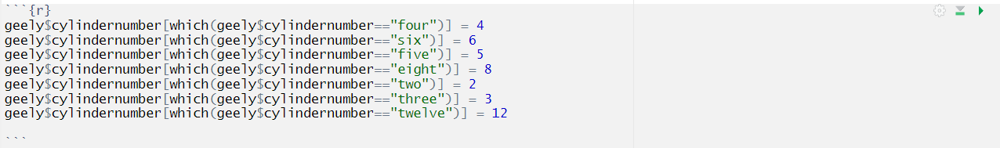 ```{r}
geely$cylindernumber[which(geely$cylindernumber=="four")] = 4
geely$cylindernumber[which(geely$cylindernumber=="six")] = 6
geely$cylindernumber[which(geely$cylindernumber=="five")] = 5
geely$cylindernumber[which(geely$cylindernumber=="eight")] = 8
geely$cylindernumber[which(geely$cylindernumber=="two")] = 2
geely$cylindernumber[which(geely$cylindernumber=="three")] = 3
geely$cylindernumber[which(geely$cylindernumber=="twelve")] = 12
```